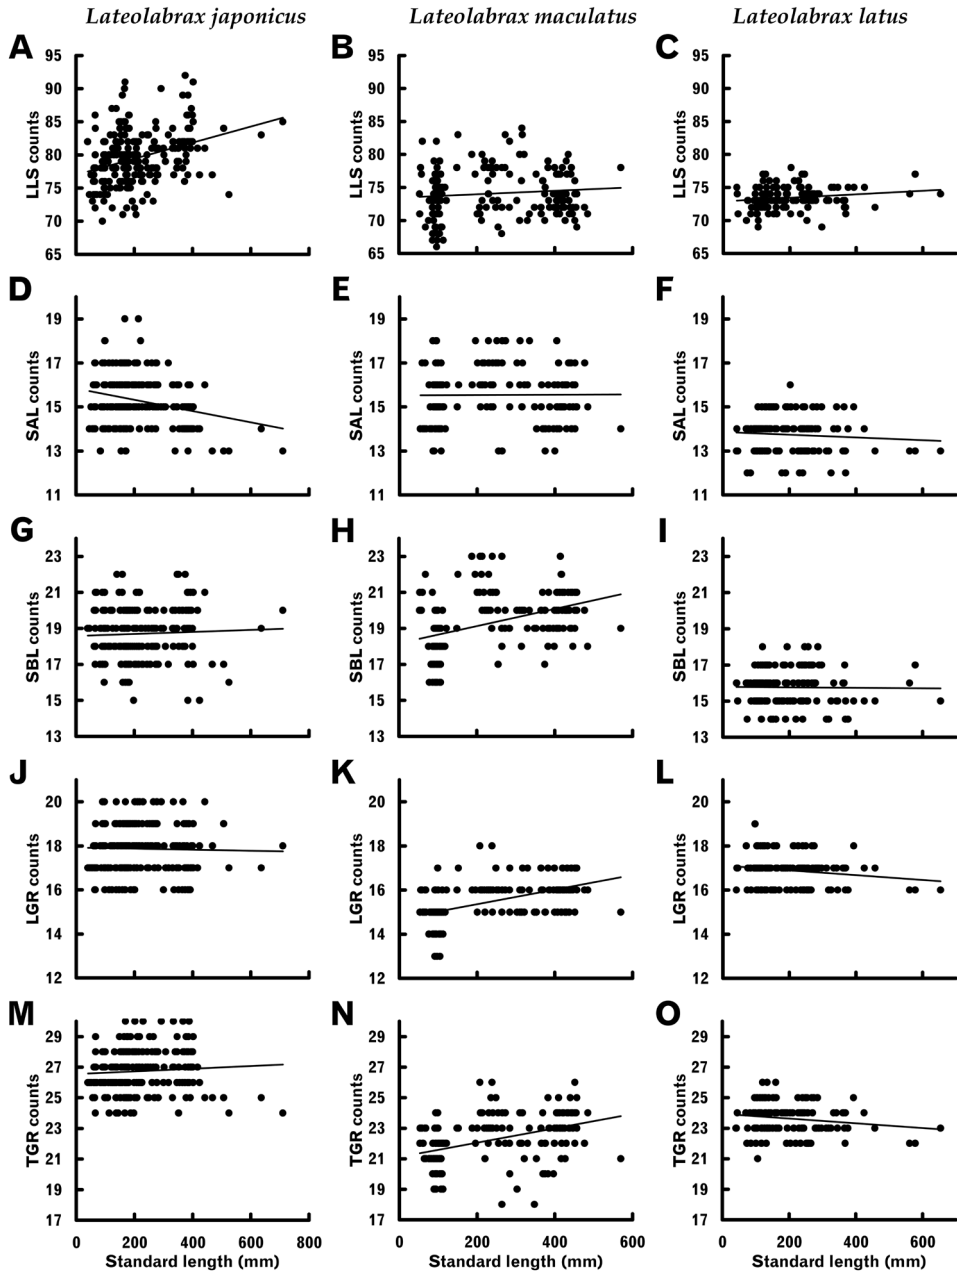 Lateolabrax japonicus Lateolabrax maculatus Lateolabrax latus
A B C
LLS counts LLS counts LLS counts
95 95 95
90 90 90
85 85 85
80 80 80
75 75 75
70 70 70
65 65 65
D E F
SAL counts SAL counts SAL counts
19 19 19
17 17 17
15 15 15
13 13 13
11 11 11
G H I
SBL counts SBL counts SBL counts
23 23 23
21 21 21
19 19 19
17 17 17
15 15 15
13 13 13
J K L
LGR counts LGR counts LGR counts
20 20 20
18 18 18
16 16 16
14 14 14
12 12 12
M N O
TGR counts TGR counts TGR counts
29 29 29
27 27 27
25 25 25
23 23 23
21 21 21
19 19 19
17 17 17
0 200 400 600 800 0 200 400 600 0 200 400 600
Standard length (mm) Standard length (mm) Standard length (mm)